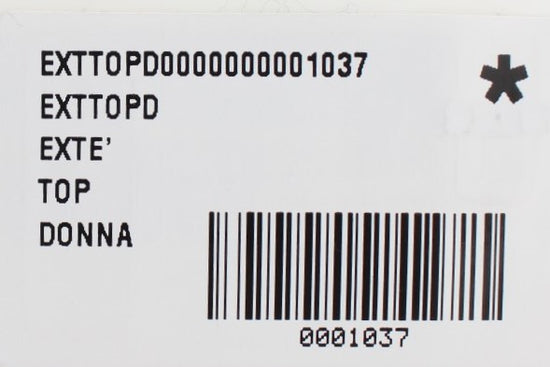 EXTTOPD0000000001037
EXTTOPD
EXTE'
TOP
DONNA
*
0001037